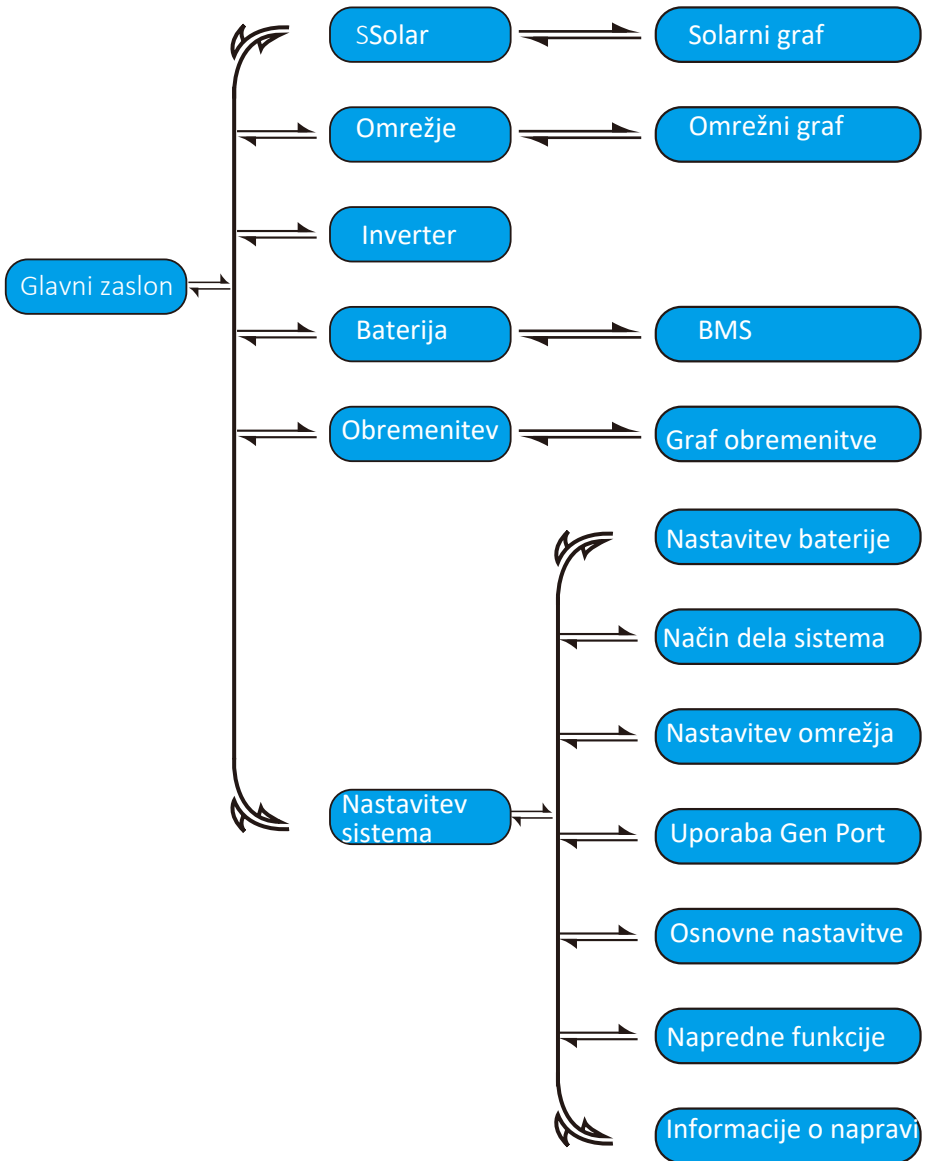 SSolar
Solarni graf
Omrežje
Omrežni graf
Inverter
Glavni zaslon
Baterija
BMS
Obremenitev
Graf obremenitve
Nastavitev baterije
Način dela sistema
Nastavitev omrežja
Nastavitev
sistema
Uporaba Gen Port
Osnovne nastavitve
Napredne funkcije
Informacije o napravi